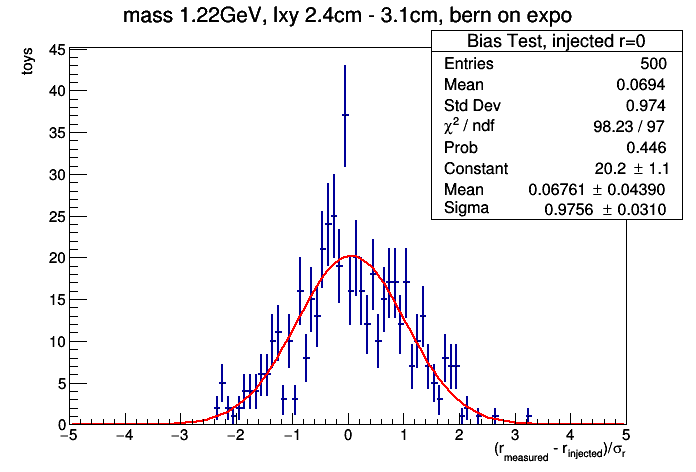 mass 1.22GeV, lxy 2.4cm - 3.1cm, bern on expo
Bias Test, injected r=0
Entries 500
Mean 0.0694
Std Dev 0.974
χ² / ndf 98.23 / 97
Prob 0.446
Constant 20.2 ± 1.1
Mean 0.06761 ± 0.04390
Sigma 0.9756 ± 0.0310
toys
45
40
35
30
25
20
15
10
5
0
−5 −4 −3 −2 −1 0 1 2 3 4 5
(r_measured - r_injected)/σ_r